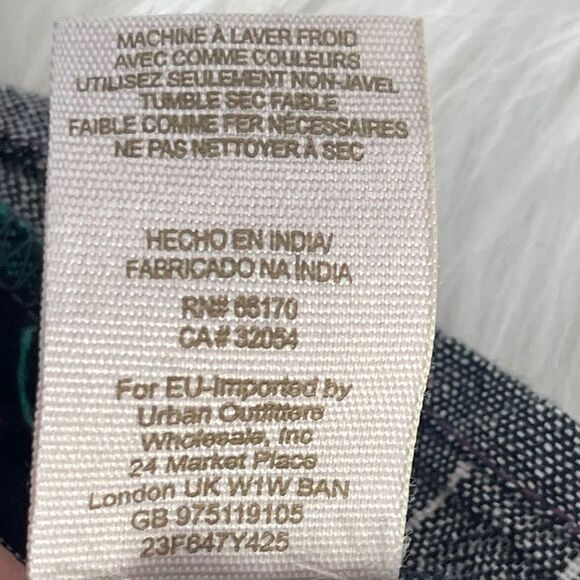 MACHINE À LAVER FROID
AVEC COMME COULEURS
UTILISEZ SEULEMENT NON-JAVEL
TUMBLE SEC FAIBLE
FAIBLE COMME FER NÉCESSAIRES
NE PAS NETTOYER À SEC
HECHO EN INDIA/
FABRICADO NA ÍNDIA
RN# 66170
CA# 32054
For EU-Imported by
Urban Outfitters
Wholesale, Inc
24 Market Place
London UK W1W 8AN
GB 975119105
23F647Y425